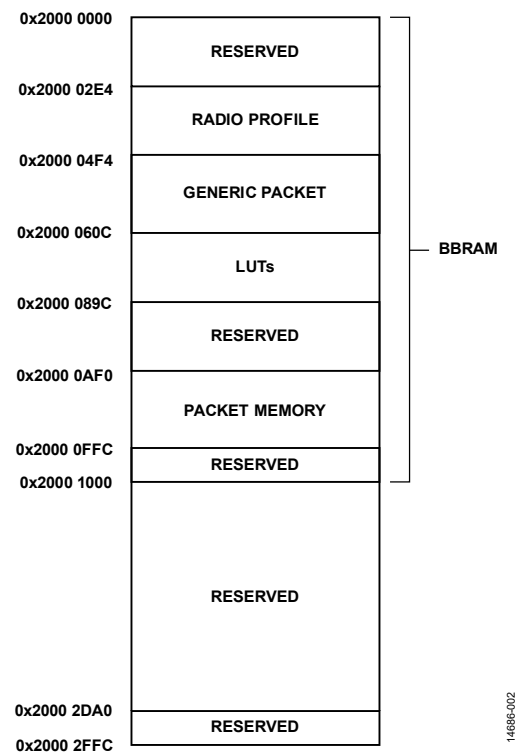 0x2000 0000
RESERVED
0x2000 02E4
RADIO PROFILE
0x2000 04F4
GENERIC PACKET
0x2000 060C
BBRAM
LUTs
0x2000 089C
RESERVED
0x2000 0AF0
PACKET MEMORY
0x2000 0FFC
RESERVED
0x2000 1000
RESERVED
0x2000 2DA0
RESERVED
0x2000 2FFC
14686-002